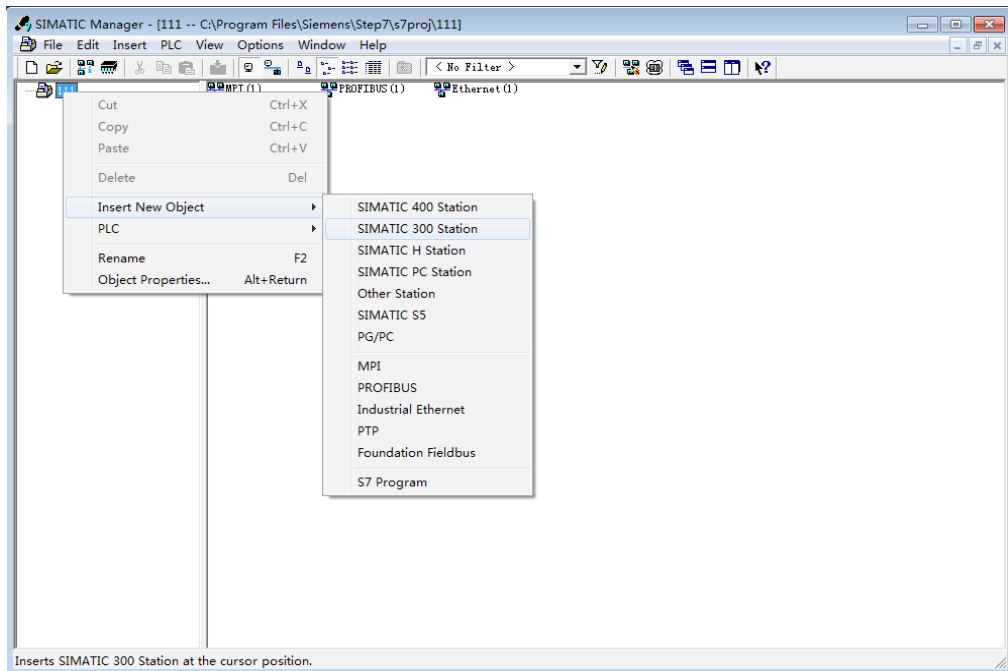 SIMATIC Manager - [111 -- C:\Program Files\Siemens\Step7\s7proj\111]
File Edit Insert PLC View Options Window Help
< No Filter >
111 MPI(1) PROFIBUS(1) Ethernet(1)
Cut Ctrl+X
Copy Ctrl+C
Paste Ctrl+V
Delete Del
Insert New Object
PLC
Rename F2
Object Properties... Alt+Return
SIMATIC 400 Station
SIMATIC 300 Station
SIMATIC H Station
SIMATIC PC Station
Other Station
SIMATIC S5
PG/PC
MPI
PROFIBUS
Industrial Ethernet
PTP
Foundation Fieldbus
S7 Program
Inserts SIMATIC 300 Station at the cursor position.